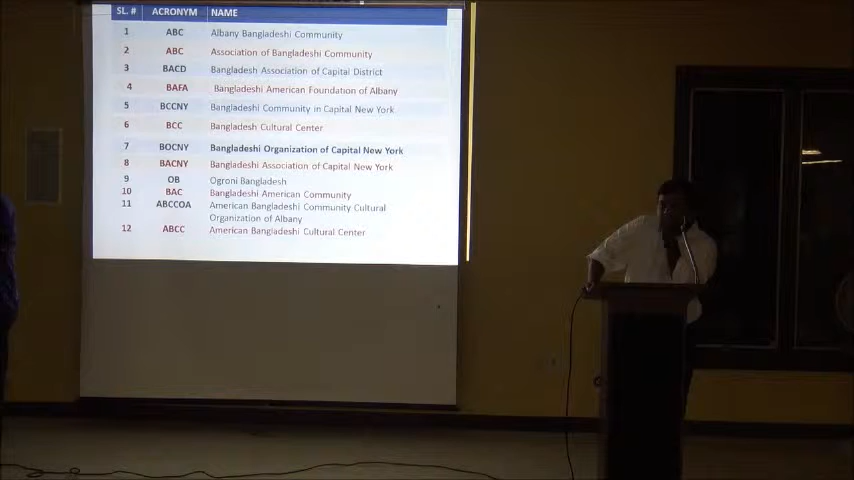 SL. # ACRONYM NAME
1 ABC Albany Bangladeshi Community
2 ABC Association of Bangladeshi Community
3 BACD Bangladesh Association of Capital District
4 BAFA Bangladeshi American Foundation of Albany
5 BCCNY Bangladeshi Community in Capital New York
6 BCC Bangladesh Cultural Center
7 BOCNY Bangladeshi Organization of Capital New York
8 BACNY Bangladeshi Association of Capital New York
9 OB Ogroni Bangladesh
10 BAC Bangladeshi American Community
11 ABCCOA American Bangladeshi Community Cultural
Organization of Albany
12 ABCC American Bangladeshi Cultural Center